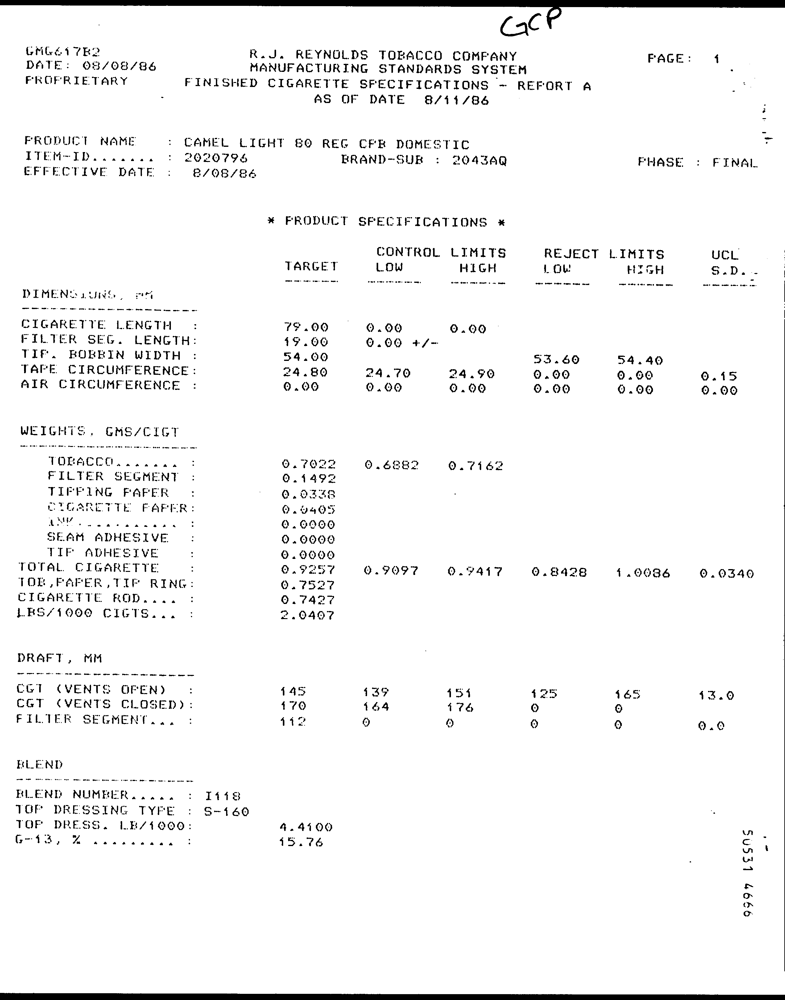 GCP
GMG617B2
R.J. REYNOLDS TOBACCO COMPANY PAGE: 1
DATE: 08/08/86 MANUFACTURING STANDARDS SYSTEM
PROPRIETARY FINISHED CIGARETTE SPECIFICATIONS - REPORT A
AS OF DATE 8/11/86
PRODUCT NAME : CAMEL LIGHT 80 REG CPB DOMESTIC
ITEM-ID....... : 2020796 BRAND-SUB : 2043AQ PHASE : FINAL
EFFECTIVE DATE : 8/08/86
* PRODUCT SPECIFICATIONS *
CONTROL LIMITS REJECT LIMITS UCL
TARGET LOW HIGH LOW HIGH S.D.
DIMENSIONS, MM
CIGARETTE LENGTH : 79.00 0.00 0.00
FILTER SEG. LENGTH: 19.00 0.00 +/-
TIP. BOBBIN WIDTH : 54.00 53.60 54.40
TAPE CIRCUMFERENCE: 24.80 24.70 24.90 0.00 0.00 0.15
AIR CIRCUMFERENCE : 0.00 0.00 0.00 0.00 0.00 0.00
WEIGHTS, GMS/CIGT
TOBACCO....... : 0.7022 0.6882 0.7162
FILTER SEGMENT : 0.1492
TIPPING PAPER : 0.0338
CIGARETTE PAPER: 0.0405
INK........... : 0.0000
SEAM ADHESIVE : 0.0000
TIP ADHESIVE : 0.0000
TOTAL CIGARETTE : 0.9257 0.9097 0.9417 0.8428 1.0086 0.0340
TOB,PAPER,TIP RING: 0.7527
CIGARETTE ROD.... : 0.7427
LBS/1000 CIGTS... : 2.0407
DRAFT, MM
CGT (VENTS OPEN) : 145 139 151 125 165 13.0
CGT (VENTS CLOSED): 170 164 176 0 0
FILTER SEGMENT... : 112 0 0 0 0 0.0
BLEND
BLEND NUMBER..... : I118
TOP DRESSING TYPE : S-160
TOP DRESS. LB/1000: 4.4100
G-13, % ......... : 15.76
50531 4666